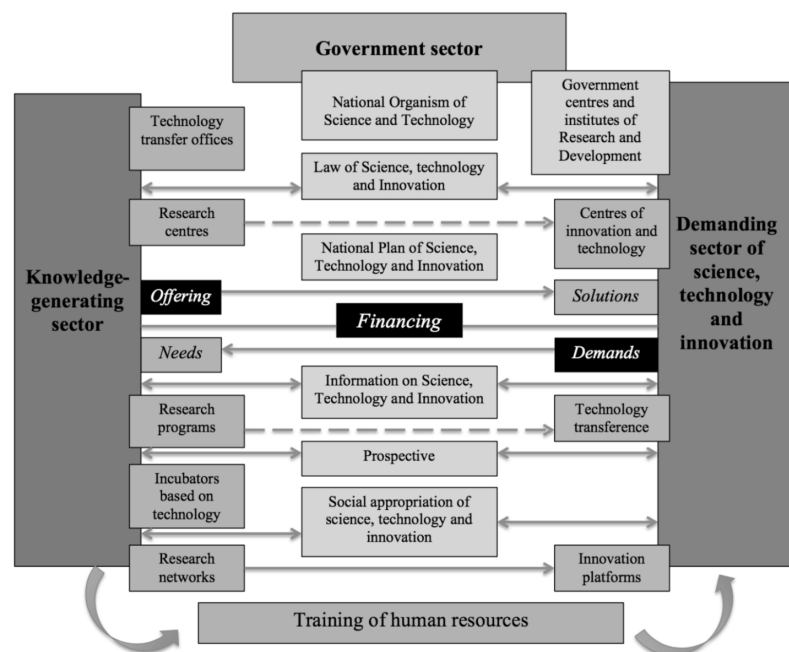 Government sector
National Organism of
Science and Technology
Government
centres and
institutes of
Research and
Development
Technology
transfer offices
Law of Science, technology
and Innovation
Research
centres
Centres of
innovation and
technology
National Plan of Science,
Technology and Innovation
Knowledge-
generating
sector
Demanding
sector of
science,
technology
and
innovation
Offering
Solutions
Financing
Needs
Demands
Information on Science,
Technology and Innovation
Research
programs
Technology
transference
Prospective
Incubators
based on
technology
Social appropriation of
science, technology and
innovation
Research
networks
Innovation
platforms
Training of human resources